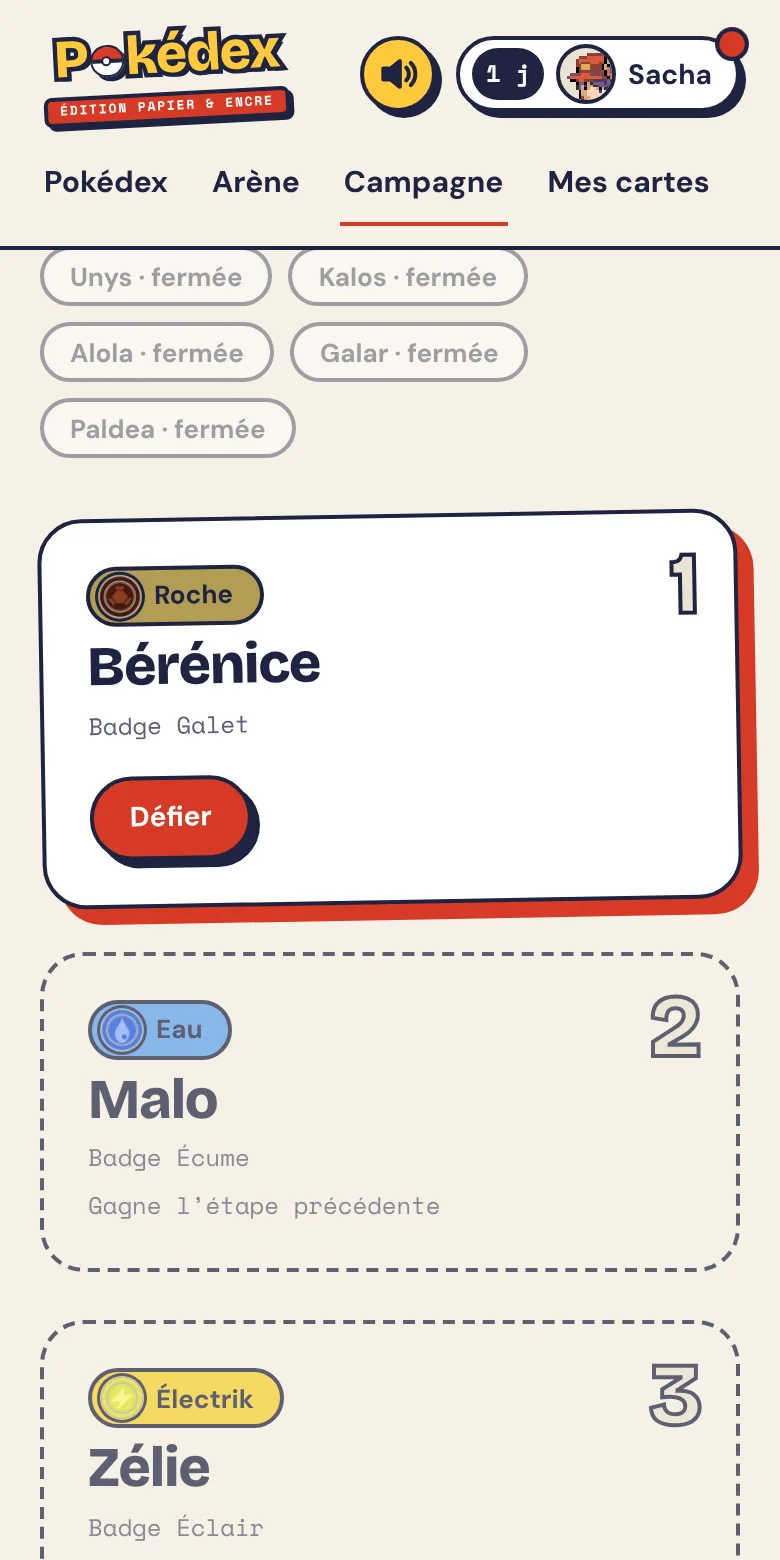 Pokédex
ÉDITION PAPIER & ENCRE
1 j
Sacha
Pokédex
Arène
Campagne
Mes cartes
Unys · fermée
Kalos · fermée
Alola · fermée
Galar · fermée
Paldea · fermée
Roche
1
Bérénice
Badge Galet
Défier
Eau
2
Malo
Badge Écume
Gagne l’étape précédente
Électrik
3
Zélie
Badge Éclair